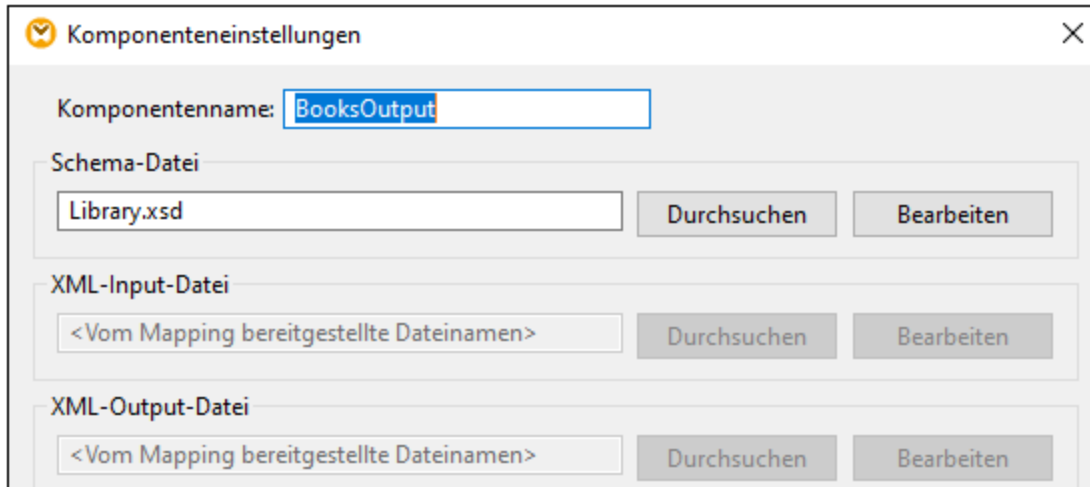 Komponenteneinstellungen
Komponentenname: BooksOutput
Schema-Datei
Library.xsd Durchsuchen Bearbeiten
XML-Input-Datei
<Vom Mapping bereitgestellte Dateinamen> Durchsuchen Bearbeiten
XML-Output-Datei
<Vom Mapping bereitgestellte Dateinamen> Durchsuchen Bearbeiten